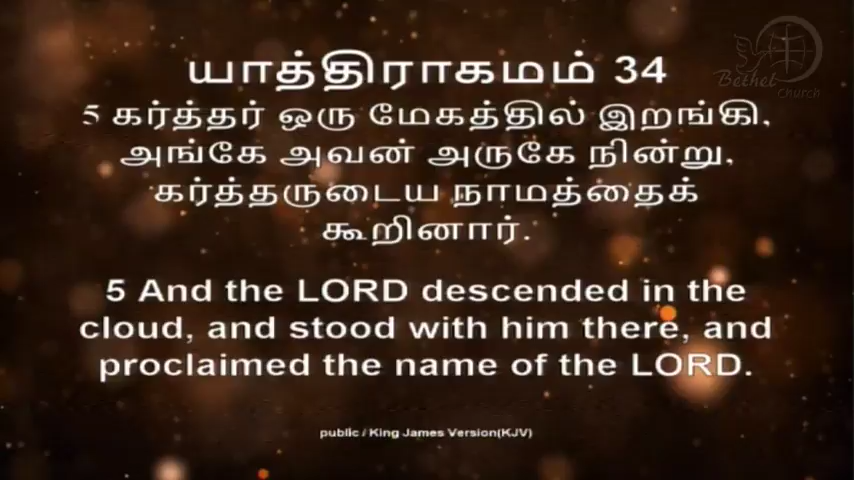 Bethel
Church
யாத்திராகமம் 34
5 கர்த்தர் ஒரு மேகத்தில் இறங்கி,
அங்கே அவன் அருகே நின்று,
கர்த்தருடைய நாமத்தைக்
கூறினார்.
5 And the LORD descended in the
cloud, and stood with him there, and
proclaimed the name of the LORD.
public / King James Version(KJV)